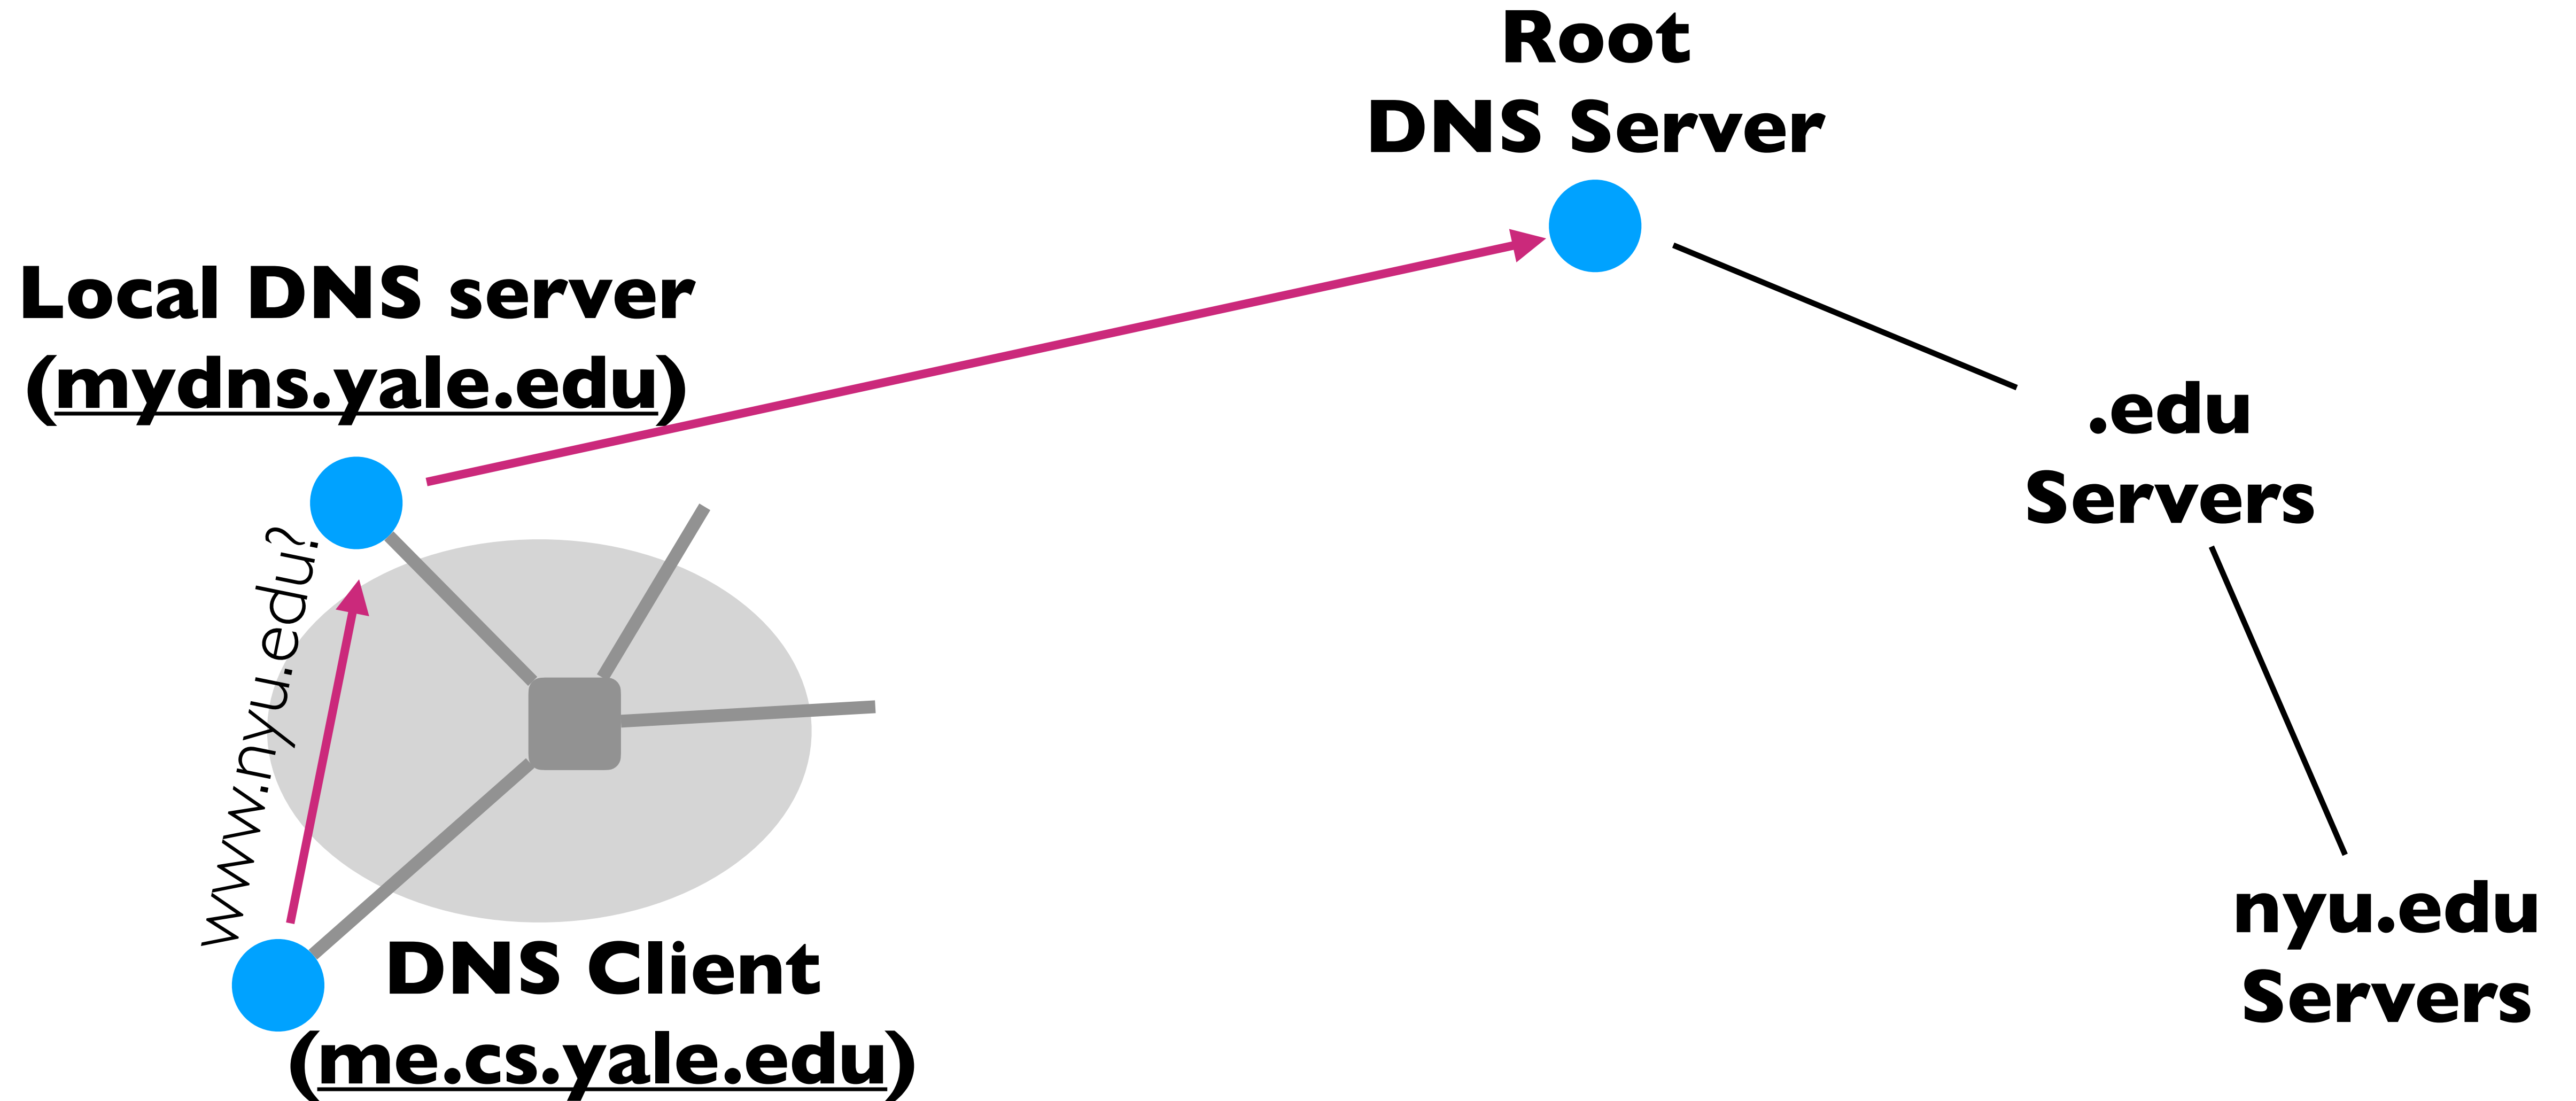 Root
DNS Server
Local DNS server
(mydns.yale.edu)
.edu
Servers
www.nyu.edu?
nyu.edu
Servers
DNS Client
(me.cs.yale.edu)